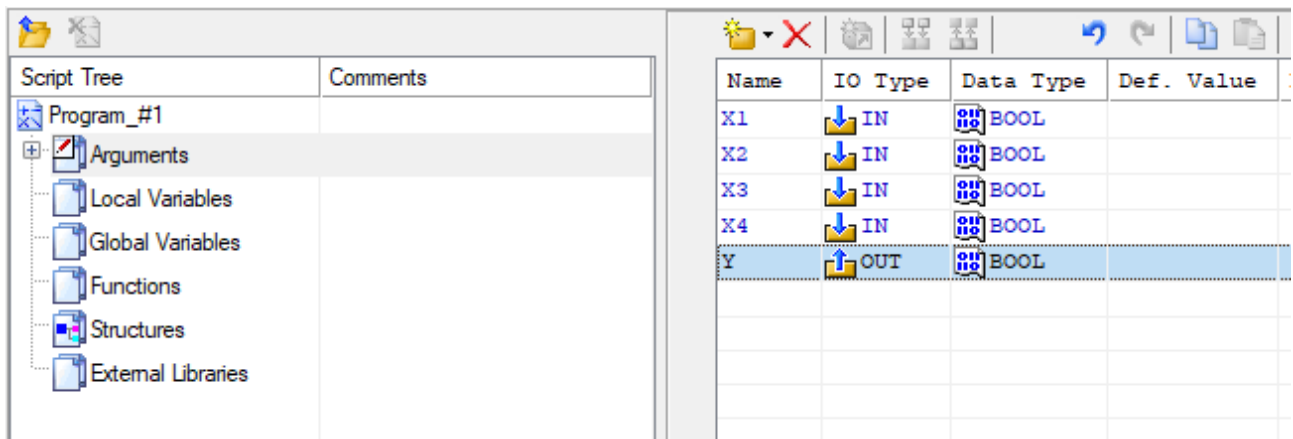 Script Tree Comments
Program_#1
Arguments
Local Variables
Global Variables
Functions
Structures
External Libraries
Name IO Type Data Type Def. Value
X1 IN BOOL
X2 IN BOOL
X3 IN BOOL
X4 IN BOOL
Y OUT BOOL